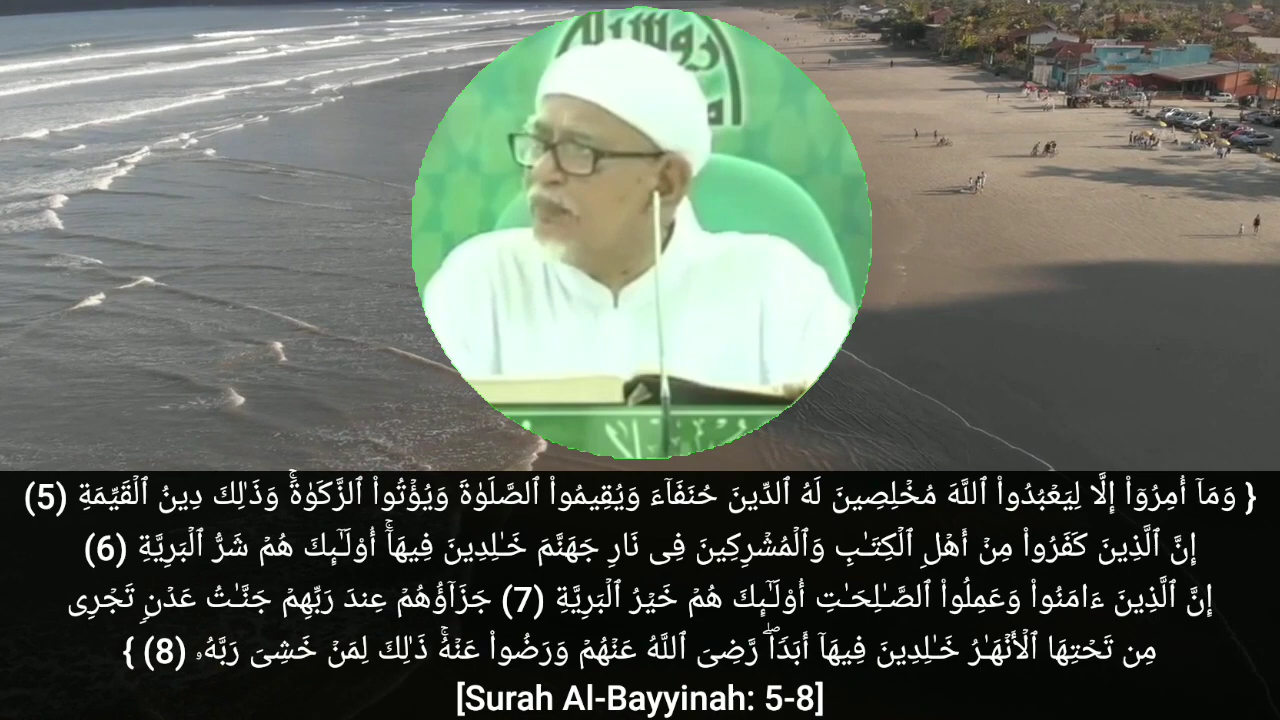 دوسية
{ وَمَآ أُمِرُوٓا۟ إِلَّا لِيَعْبُدُوا۟ ٱللَّهَ مُخْلِصِينَ لَهُ ٱلدِّينَ حُنَفَآءَ وَيُقِيمُوا۟ ٱلصَّلَوٰةَ وَيُؤْتُوا۟ ٱلزَّكَوٰةَۚ وَذَٰلِكَ دِينُ ٱلْقَيِّمَةِ (5)
إِنَّ ٱلَّذِينَ كَفَرُوا۟ مِنْ أَهْلِ ٱلْكِتَـٰبِ وَٱلْمُشْرِكِينَ فِى نَارِ جَهَنَّمَ خَـٰلِدِينَ فِيهَآۚ أُو۟لَـٰٓئِكَ هُمْ شَرُّ ٱلْبَرِيَّةِ (6)
إِنَّ ٱلَّذِينَ ءَامَنُوا۟ وَعَمِلُوا۟ ٱلصَّـٰلِحَـٰتِ أُو۟لَـٰٓئِكَ هُمْ خَيْرُ ٱلْبَرِيَّةِ (7) جَزَآؤُهُمْ عِندَ رَبِّهِمْ جَنَّـٰتُ عَدْنٍ تَجْرِى
مِن تَحْتِهَا ٱلْأَنْهَـٰرُ خَـٰلِدِينَ فِيهَآ أَبَدًاۖ رَّضِىَ ٱللَّهُ عَنْهُمْ وَرَضُوا۟ عَنْهُۚ ذَٰلِكَ لِمَنْ خَشِىَ رَبَّهُۥ (8) }
[Surah Al-Bayyinah: 5-8]